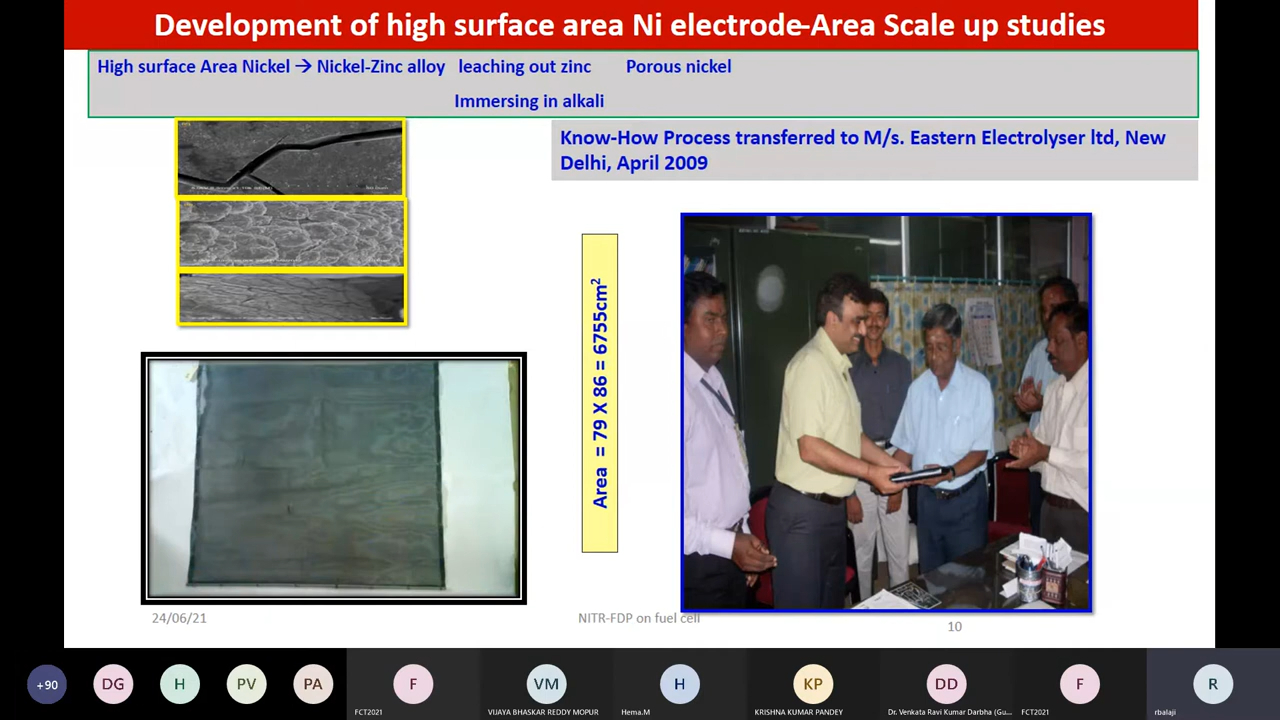 Development of high surface area Ni electrode-Area Scale up studies
High surface Area Nickel → Nickel-Zinc alloy leaching out zinc Porous nickel
Immersing in alkali
Know-How Process transferred to M/s. Eastern Electrolyser ltd, New
Delhi, April 2009
Area = 79 X 86 = 6755cm²
24/06/21
NITR-FDP on fuel cell
10
+90
DG
H
PV
PA
F
VM
H
KP
DD
F
R
FCT2021
VIJAYA BHASKAR REDDY MOPUR
Hema.M
KRISHNA KUMAR PANDEY
Dr. Venkata Ravi Kumar Darbha (Gu...
FCT2021
rbalaji